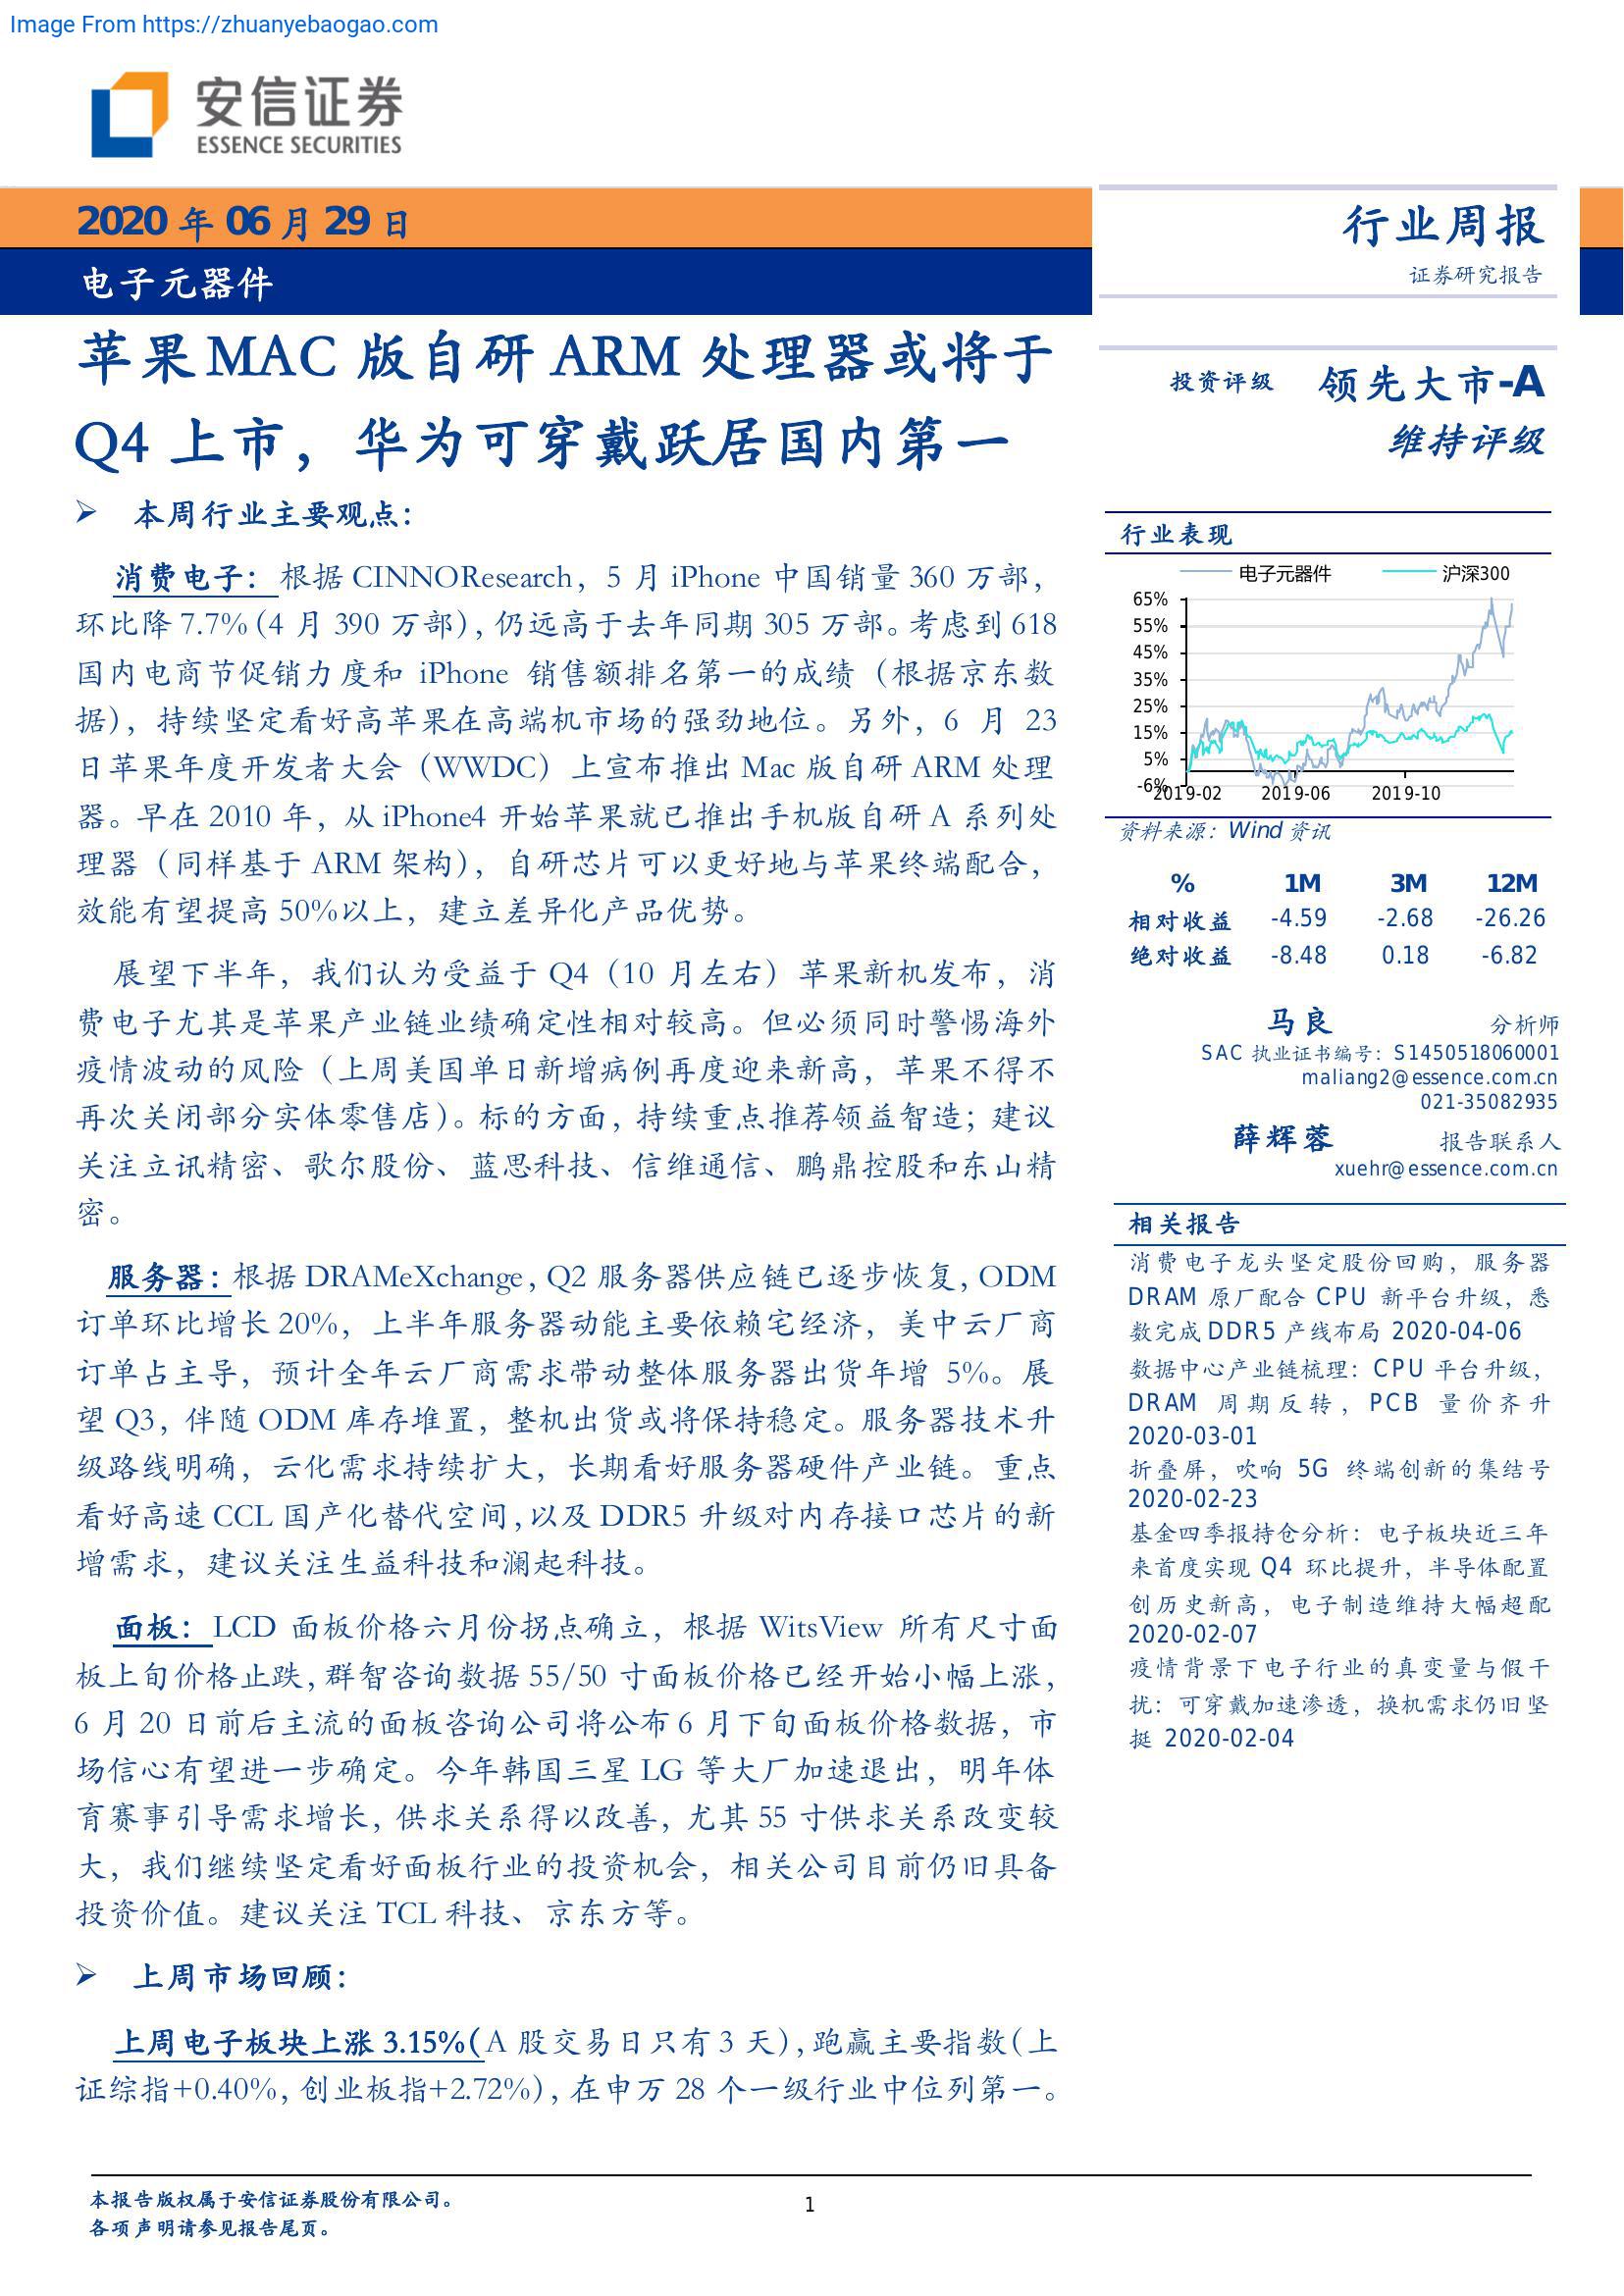 Image From https://zhuanyebaogao.com
安信证券
ESSENCE SECURITIES
2020 年 06 月 29 日
电子元器件
苹果 MAC 版自研 ARM 处理器或将于
Q4 上市，华为可穿戴跃居国内第一
➢ 本周行业主要观点：
消费电子：根据 CINNOResearch，5 月 iPhone 中国销量 360 万部，
环比降 7.7%（4 月 390 万部），仍远高于去年同期 305 万部。考虑到 618
国内电商节促销力度和 iPhone 销售额排名第一的成绩（根据京东数
据），持续坚定看好高苹果在高端机市场的强劲地位。另外，6 月 23
日苹果年度开发者大会（WWDC）上宣布推出 Mac 版自研 ARM 处理
器。早在 2010 年，从 iPhone4 开始苹果就已推出手机版自研 A 系列处
理器（同样基于 ARM 架构），自研芯片可以更好地与苹果终端配合，
效能有望提高 50%以上，建立差异化产品优势。
展望下半年，我们认为受益于 Q4（10 月左右）苹果新机发布，消
费电子尤其是苹果产业链业绩确定性相对较高。但必须同时警惕海外
疫情波动的风险（上周美国单日新增病例再度迎来新高，苹果不得不
再次关闭部分实体零售店）。标的方面，持续重点推荐领益智造；建议
关注立讯精密、歌尔股份、蓝思科技、信维通信、鹏鼎控股和东山精
密。
服务器：根据 DRAMeXchange，Q2 服务器供应链已逐步恢复，ODM
订单环比增长 20%，上半年服务器动能主要依赖宅经济，美中云厂商
订单占主导，预计全年云厂商需求带动整体服务器出货年增 5%。展
望 Q3，伴随 ODM 库存堆置，整机出货或将保持稳定。服务器技术升
级路线明确，云化需求持续扩大，长期看好服务器硬件产业链。重点
看好高速 CCL 国产化替代空间，以及 DDR5 升级对内存接口芯片的新
增需求，建议关注生益科技和澜起科技。
面板：LCD 面板价格六月份拐点确立，根据 WitsView 所有尺寸面
板上旬价格止跌，群智咨询数据 55/50 寸面板价格已经开始小幅上涨，
6 月 20 日前后主流的面板咨询公司将公布 6 月下旬面板价格数据，市
场信心有望进一步确定。今年韩国三星 LG 等大厂加速退出，明年体
育赛事引导需求增长，供求关系得以改善，尤其 55 寸供求关系改变较
大，我们继续坚定看好面板行业的投资机会，相关公司目前仍旧具备
投资价值。建议关注 TCL 科技、京东方等。
➢ 上周市场回顾：
上周电子板块上涨 3.15%（A 股交易日只有 3 天），跑赢主要指数（上
证综指+0.40%，创业板指+2.72%），在申万 28 个一级行业中位列第一。
行业周报
证券研究报告
投资评级 领先大市-A
维持评级
行业表现
电子元器件 沪深300
65%
55%
45%
35%
25%
15%
5%
-6%
2019-02 2019-06 2019-10
资料来源：Wind 资讯
% 1M 3M 12M
相对收益 -4.59 -2.68 -26.26
绝对收益 -8.48 0.18 -6.82
马良 分析师
SAC 执业证书编号：S1450518060001
maliang2@essence.com.cn
021-35082935
薛辉蓉 报告联系人
xuehr@essence.com.cn
相关报告
消费电子龙头坚定股份回购，服务器
DRAM 原厂配合 CPU 新平台升级，悉
数完成 DDR5 产线布局 2020-04-06
数据中心产业链梳理：CPU 平台升级，
DRAM 周期反转，PCB 量价齐升
2020-03-01
折叠屏，吹响 5G 终端创新的集结号
2020-02-23
基金四季报持仓分析：电子板块近三年
来首度实现 Q4 环比提升，半导体配置
创历史新高，电子制造维持大幅超配
2020-02-07
疫情背景下电子行业的真变量与假干
扰：可穿戴加速渗透，换机需求仍旧坚
挺 2020-02-04
本报告版权属于安信证券股份有限公司。
各项声明请参见报告尾页。
1